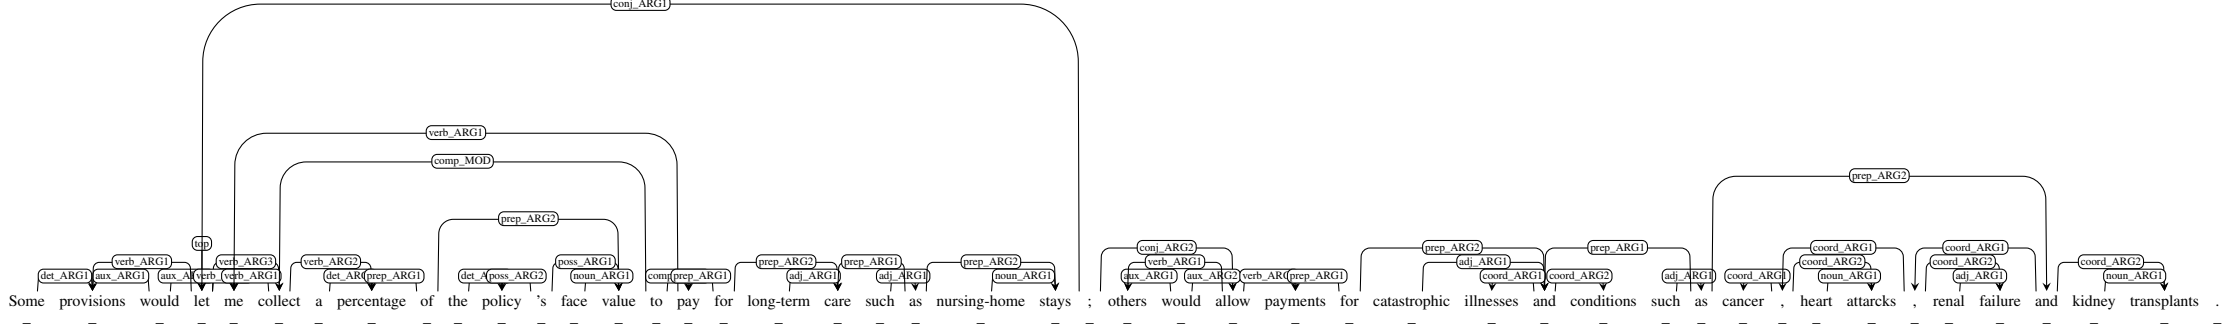 conj_ARG1
verb_ARG1
comp_MOD
prep_ARG2
prep_ARG2
top
conj_ARG2 prep_ARG2 prep_ARG1 coord_ARG1 coord_ARG1
verb_ARG1 verb_ARG3 verb_ARG2 poss_ARG1 prep_ARG2 prep_ARG1 prep_ARG2 verb_ARG1 adj_ARG1 coord_ARG2 coord_ARG2 coord_ARG2
det_ARG1 aux_ARG1 verb_ARG1 prep_ARG1 poss_ARG2 noun_ARG1 prep_ARG1 adj_ARG1 adj_ARG1 noun_ARG1 aux_ARG1 aux_ARG2 prep_ARG1 coord_ARG1 coord_ARG2 adj_ARG1 coord_ARG1 noun_ARG1 adj_ARG1 noun_ARG1
Some provisions would let me collect a percentage of the policy 's face value to pay for long-term care such as nursing-home stays ; others would allow payments for catastrophic illnesses and conditions such as cancer , heart attarcks , renal failure and kidney transplants .